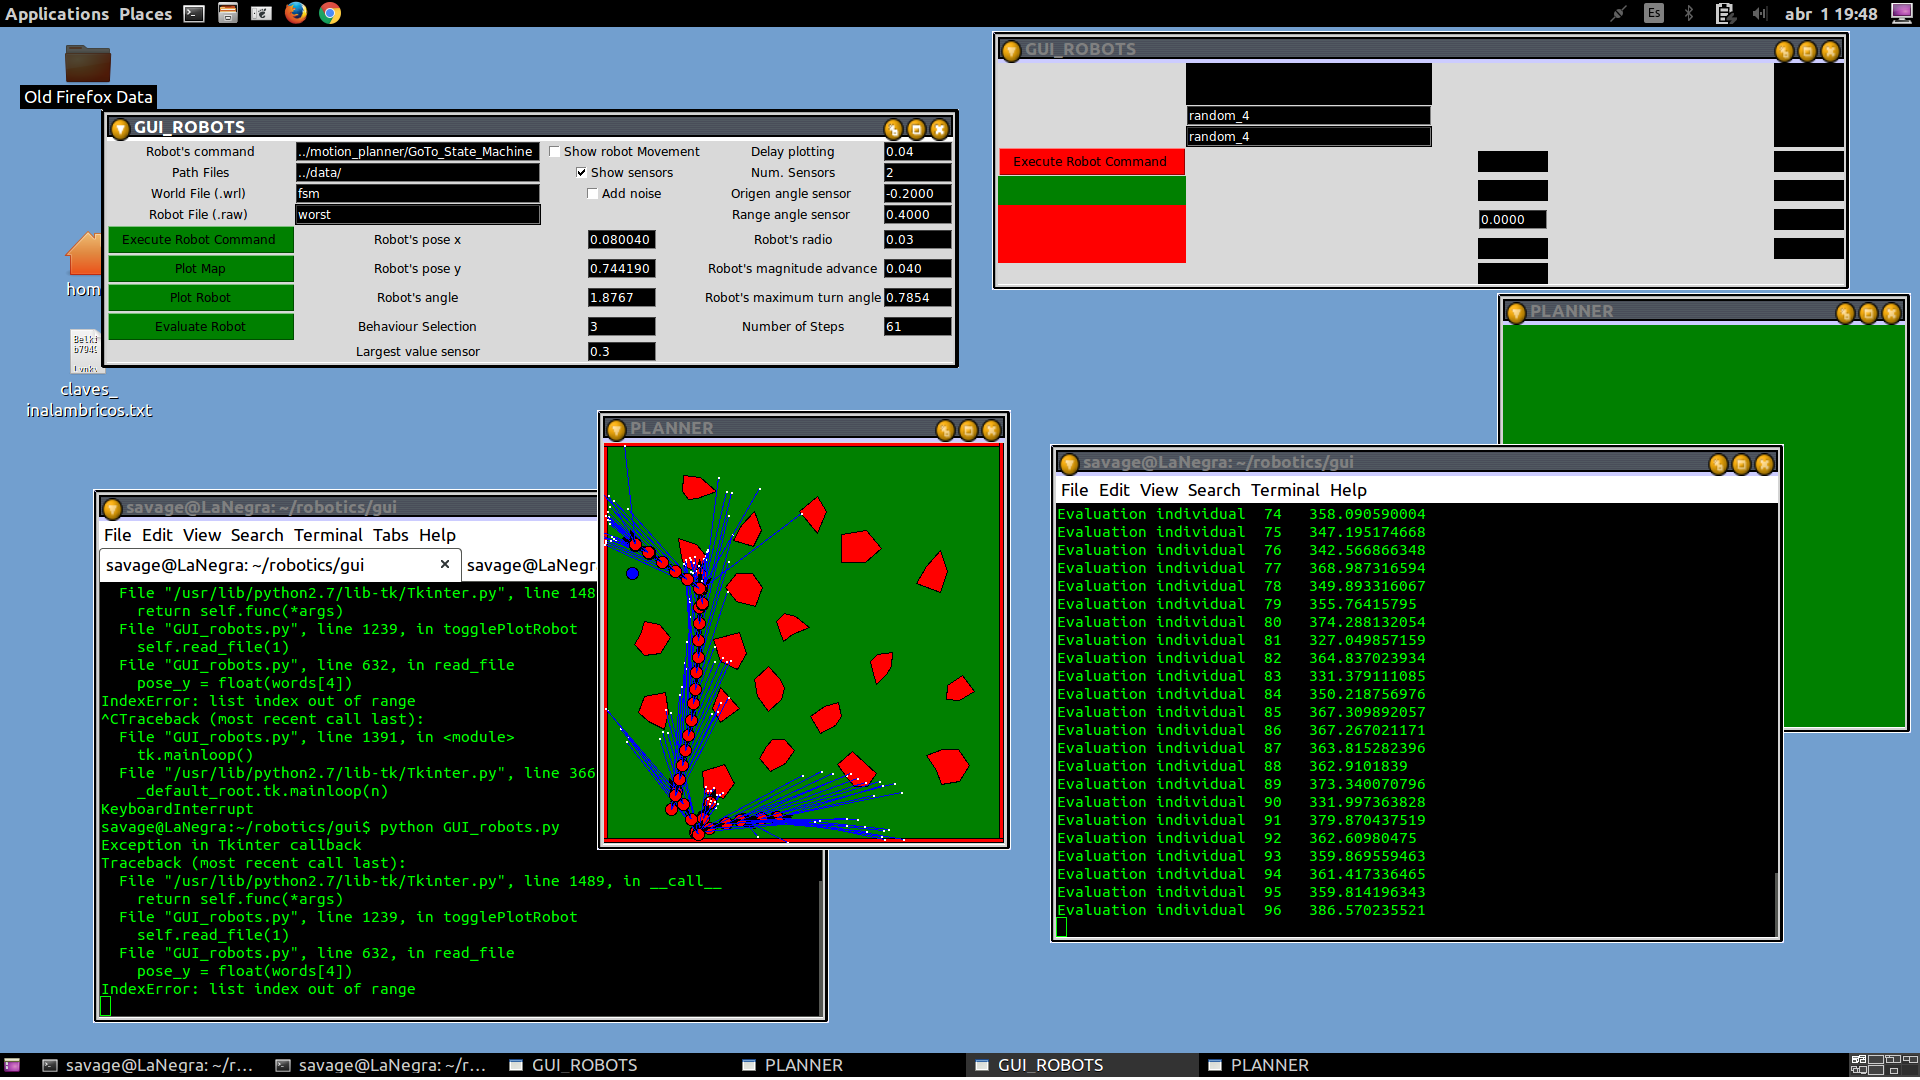 Applications Places
Es
abr 1 19:48
Old Firefox Data
GUI_ROBOTS
Robot's command
../motion_planner/GoTo_State_Machine
Show robot Movement
Delay plotting
0.04
Path Files
../data/
Show sensors
Num. Sensors
2
World File (.wrl)
fsm
Add noise
Origen angle sensor
-0.2000
Robot File (.raw)
worst
Range angle sensor
0.4000
Execute Robot Command
Robot's pose x
0.080040
Robot's radio
0.03
Plot Map
Robot's pose y
0.744190
Robot's magnitude advance
0.040
Plot Robot
Robot's angle
1.8767
Robot's maximum turn angle
0.7854
Evaluate Robot
Behaviour Selection
3
Number of Steps
61
Largest value sensor
0.3
hom
claves_
inalambricos.txt
GUI_ROBOTS
random_4
random_4
Execute Robot Command
0.0000
PLANNER
PLANNER
savage@LaNegra: ~/robotics/gui
File Edit View Search Terminal Tabs Help
savage@LaNegra: ~/robotics/gui × savage@LaNegr
File "/usr/lib/python2.7/lib-tk/Tkinter.py", line 148
return self.func(*args)
File "GUI_robots.py", line 1239, in togglePlotRobot
self.read_file(1)
File "GUI_robots.py", line 632, in read_file
pose_y = float(words[4])
IndexError: list index out of range
^CTraceback (most recent call last):
File "GUI_robots.py", line 1391, in <module>
tk.mainloop()
File "/usr/lib/python2.7/lib-tk/Tkinter.py", line 366
_default_root.tk.mainloop(n)
KeyboardInterrupt
savage@LaNegra:~/robotics/gui$ python GUI_robots.py
Exception in Tkinter callback
Traceback (most recent call last):
File "/usr/lib/python2.7/lib-tk/Tkinter.py", line 1489, in __call__
return self.func(*args)
File "GUI_robots.py", line 1239, in togglePlotRobot
self.read_file(1)
File "GUI_robots.py", line 632, in read_file
pose_y = float(words[4])
IndexError: list index out of range
savage@LaNegra: ~/robotics/gui
File Edit View Search Terminal Help
Evaluation individual 74 358.090590004
Evaluation individual 75 347.195174668
Evaluation individual 76 342.566866348
Evaluation individual 77 368.987316594
Evaluation individual 78 349.893316067
Evaluation individual 79 355.76415795
Evaluation individual 80 374.288132054
Evaluation individual 81 327.049857159
Evaluation individual 82 364.837023934
Evaluation individual 83 331.379111085
Evaluation individual 84 350.218756976
Evaluation individual 85 367.309892057
Evaluation individual 86 367.267021171
Evaluation individual 87 363.815282396
Evaluation individual 88 362.9101839
Evaluation individual 89 373.340070796
Evaluation individual 90 331.997363828
Evaluation individual 91 379.870437519
Evaluation individual 92 362.60980475
Evaluation individual 93 359.869559463
Evaluation individual 94 361.417336465
Evaluation individual 95 359.814196343
Evaluation individual 96 386.570235521
savage@LaNegra: ~/r... savage@LaNegra: ~/r... GUI_ROBOTS PLANNER GUI_ROBOTS PLANNER